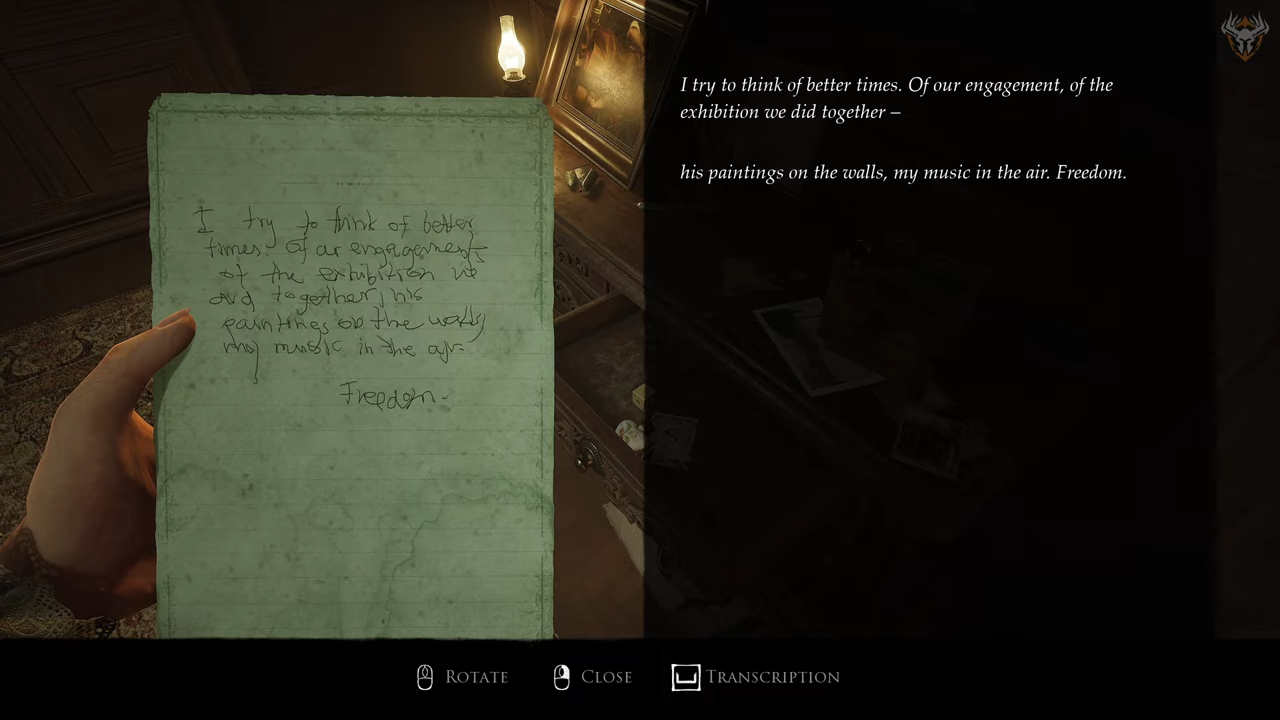 I try to think of better
times. Of our engagement,
of the exhibition we
did together, his
paintings on the walls,
my music in the air.
Freedom.
I try to think of better times. Of our engagement, of the
exhibition we did together –
his paintings on the walls, my music in the air. Freedom.
ROTATE
CLOSE
TRANSCRIPTION